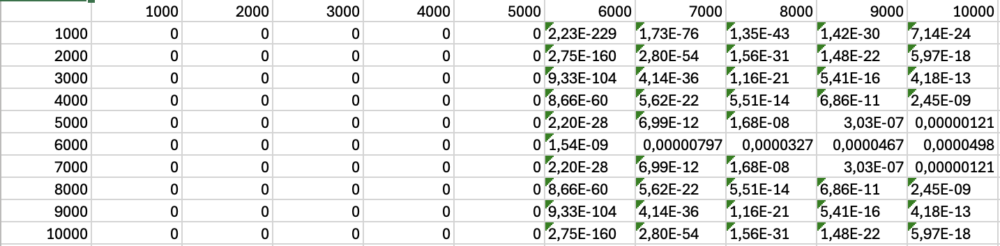 1000 2000 3000 4000 5000 6000 7000 8000 9000 10000
1000 0 0 0 0 0 2,23E-229 1,73E-76 1,35E-43 1,42E-30 7,14E-24
2000 0 0 0 0 0 2,75E-160 2,80E-54 1,56E-31 1,48E-22 5,97E-18
3000 0 0 0 0 0 9,33E-104 4,14E-36 1,16E-21 5,41E-16 4,18E-13
4000 0 0 0 0 0 8,66E-60 5,62E-22 5,51E-14 6,86E-11 2,45E-09
5000 0 0 0 0 0 2,20E-28 6,99E-12 1,68E-08 3,03E-07 0,00000121
6000 0 0 0 0 0 1,54E-09 0,00000797 0,0000327 0,0000467 0,0000498
7000 0 0 0 0 0 2,20E-28 6,99E-12 1,68E-08 3,03E-07 0,00000121
8000 0 0 0 0 0 8,66E-60 5,62E-22 5,51E-14 6,86E-11 2,45E-09
9000 0 0 0 0 0 9,33E-104 4,14E-36 1,16E-21 5,41E-16 4,18E-13
10000 0 0 0 0 0 2,75E-160 2,80E-54 1,56E-31 1,48E-22 5,97E-18